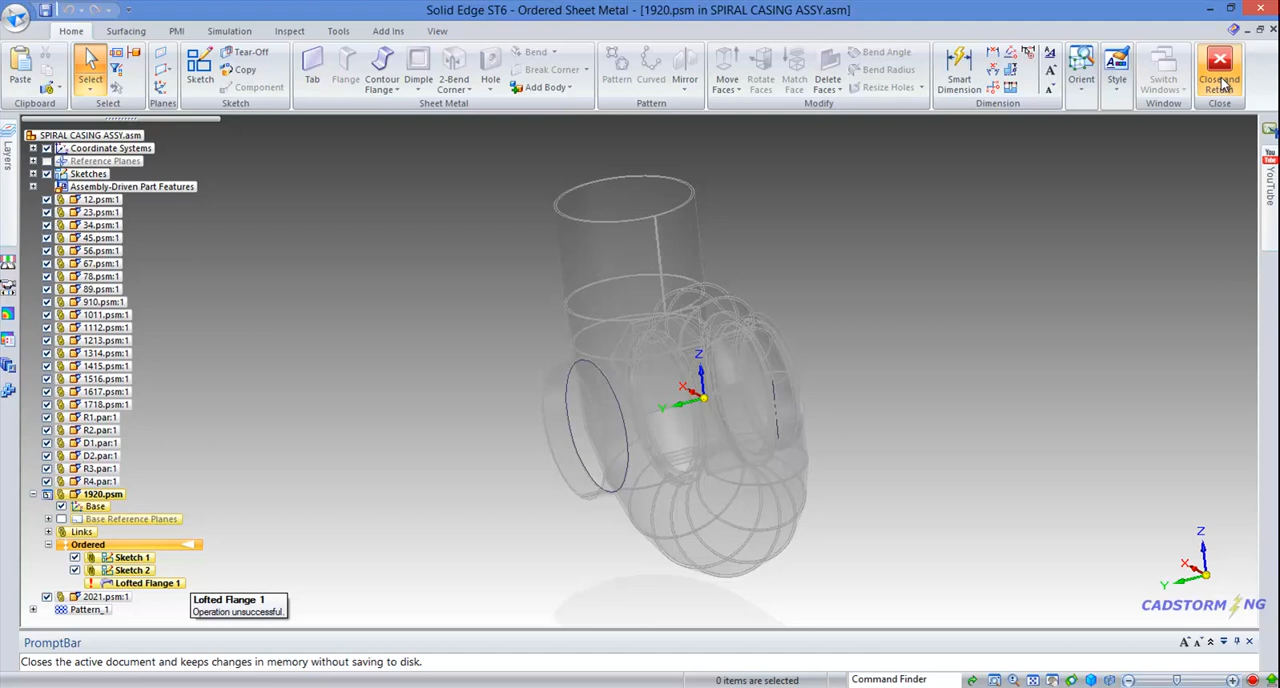 Solid Edge ST6 - Ordered Sheet Metal - [1920.psm in SPIRAL CASING ASSY.asm]
Home Surfacing PMI Simulation Inspect Tools Add Ins View
Paste
Clipboard
Select
Select
Planes
Sketch
Tear-Off
Copy
Component
Sketch
Tab
Flange
Contour Flange
Dimple
2-Bend Corner
Hole
Bend
Break Corner
Add Body
Sheet Metal
Pattern
Curved
Mirror
Pattern
Move Faces
Rotate Faces
Match Face
Delete Faces
Bend Angle
Bend Radius
Resize Holes
Modify
Smart Dimension
Dimension
Orient
Style
Switch Windows
Window
Close and Return
Close
Layers
YouTube
SPIRAL CASING ASSY.asm
Coordinate Systems
Reference Planes
Sketches
Assembly-Driven Part Features
12.psm:1
23.psm:1
34.psm:1
45.psm:1
56.psm:1
67.psm:1
78.psm:1
89.psm:1
910.psm:1
1011.psm:1
1112.psm:1
1213.psm:1
1314.psm:1
1415.psm:1
1516.psm:1
1617.psm:1
1718.psm:1
R1.par:1
R2.par:1
D1.par:1
D2.par:1
R3.par:1
R4.par:1
1920.psm
Base
Base Reference Planes
Links
Ordered
Sketch 1
Sketch 2
Lofted Flange 1
2021.psm:1
Pattern_1
Lofted Flange 1
Operation unsuccessful.
Z
X
Y
Z
X
Y
CADSTORMING
PromptBar
Closes the active document and keeps changes in memory without saving to disk.
0 items are selected
Command Finder